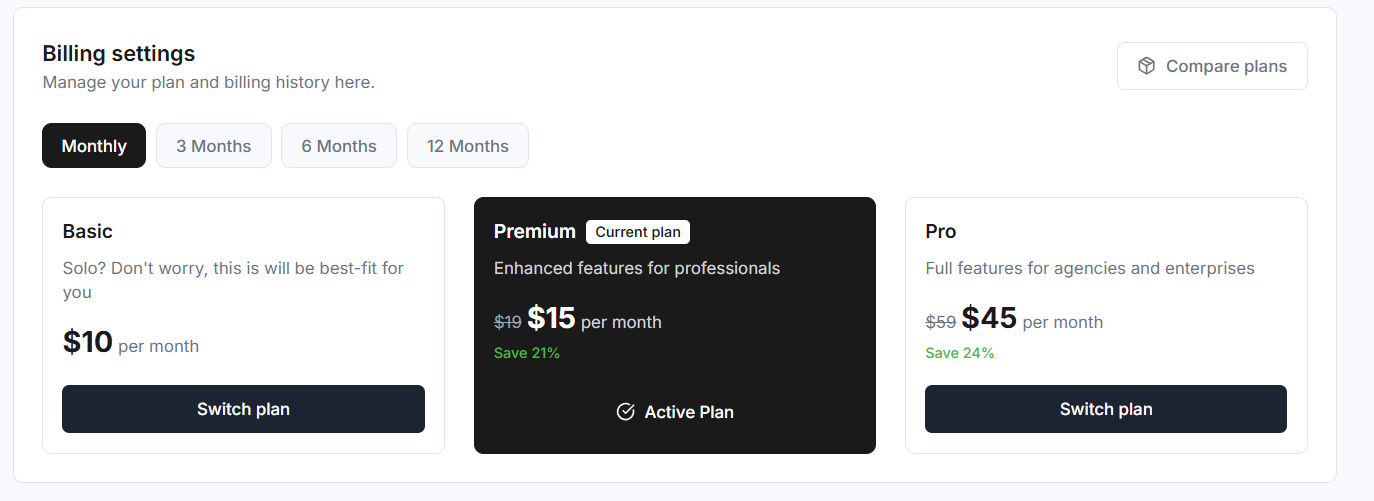 Billing settings
Manage your plan and billing history here.
Compare plans
Monthly
3 Months
6 Months
12 Months
Basic
Solo? Don't worry, this is will be best-fit for
you
$10 per month
Switch plan
Premium Current plan
Enhanced features for professionals
$19 $15 per month
Save 21%
Active Plan
Pro
Full features for agencies and enterprises
$59 $45 per month
Save 24%
Switch plan